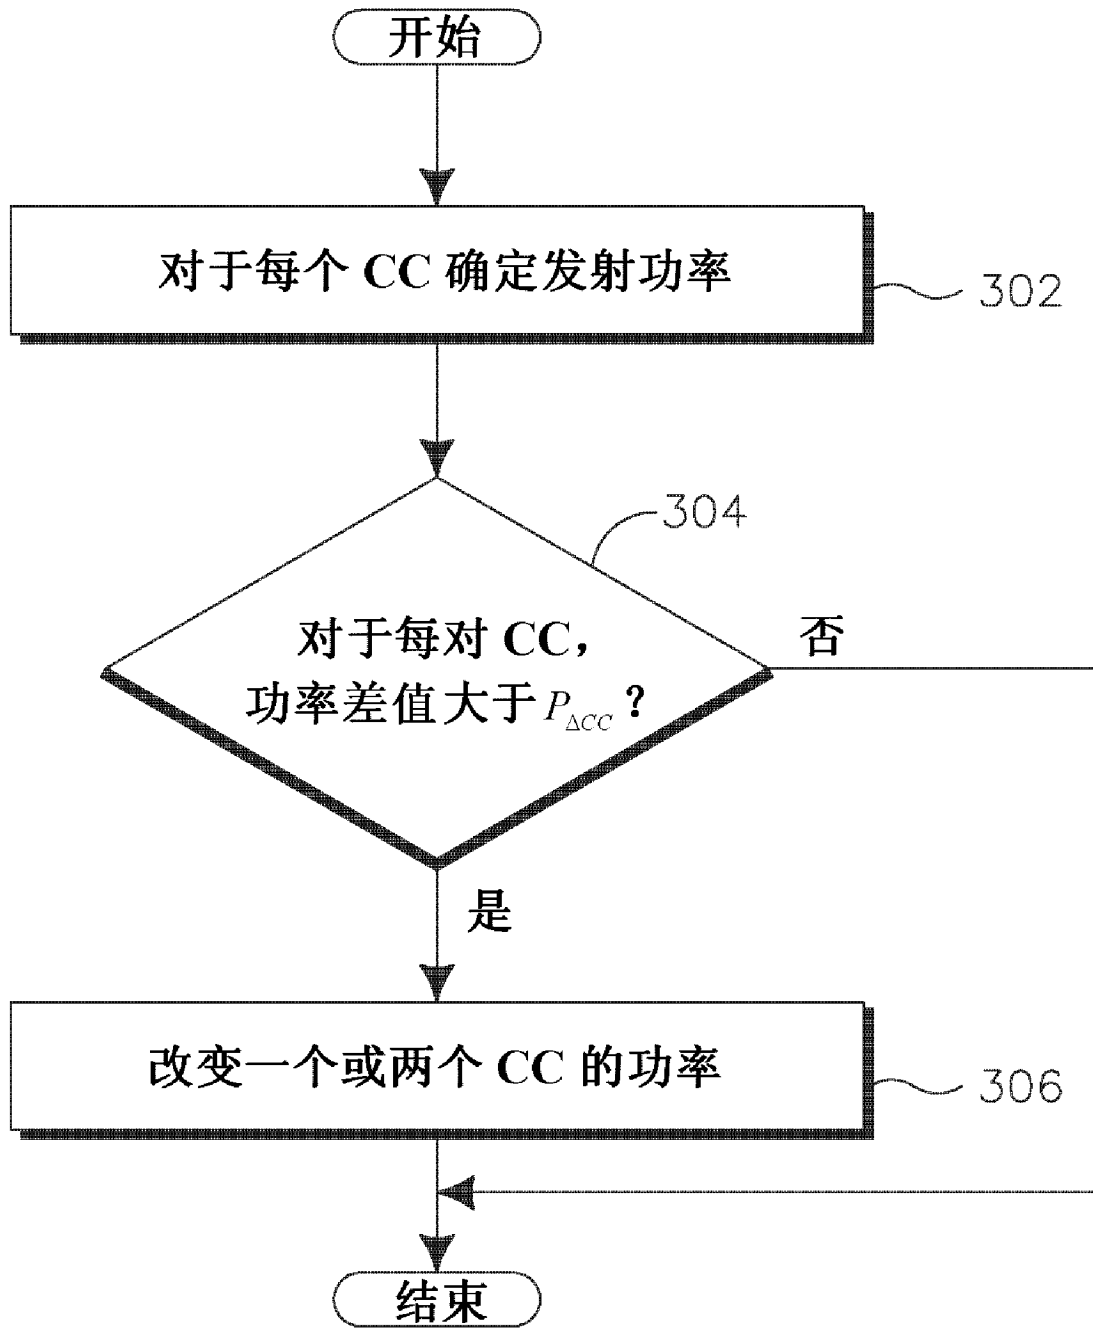 开始
对于每个 CC 确定发射功率
302
304
对于每对 CC，
功率差值大于 P_{ΔCC} ？
否
是
改变一个或两个 CC 的功率
306
结束